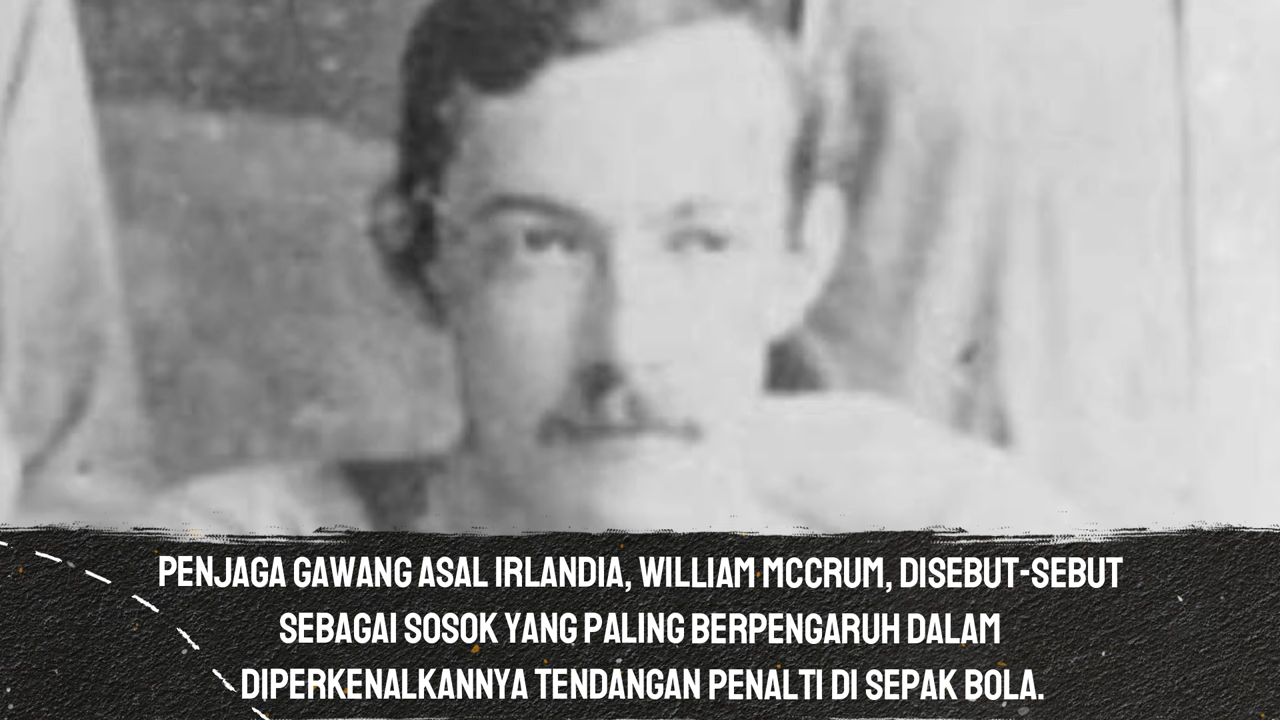 PENJAGA GAWANG ASAL IRLANDIA, WILLIAM MCCRUM, DISEBUT-SEBUT
SEBAGAI SOSOK YANG PALING BERPENGARUH DALAM
DIPERKENALKANNYA TENDANGAN PENALTI DI SEPAK BOLA.